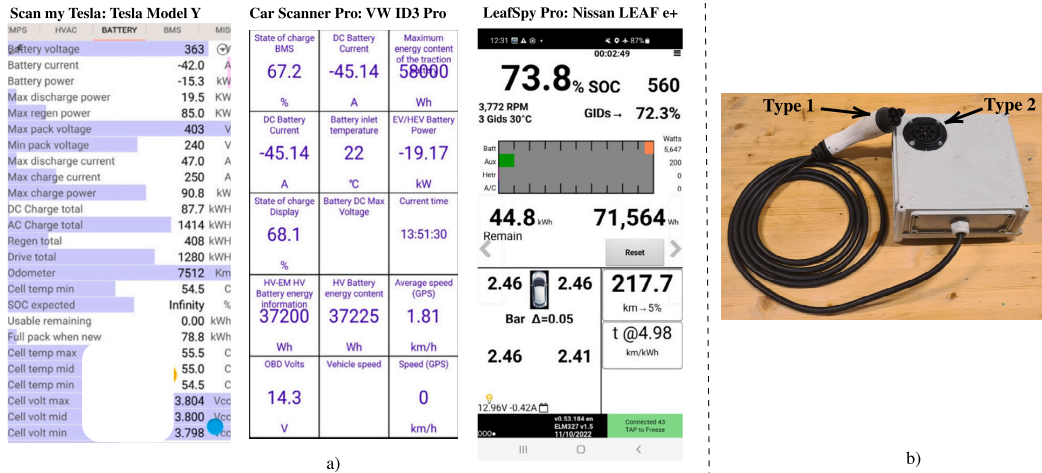 Scan my Tesla: Tesla Model Y
EMPS HVAC BATTERY BMS MIS
Battery voltage 363 V
Battery current -42.0 A
Battery power -15.3 kW
Max discharge power 19.5 KW
Max regen power 85.0 KW
Max pack voltage 403 V
Min pack voltage 240 V
Max discharge current 47.0 A
Max charge current 250 A
Max charge power 90.8 kW
DC Charge total 87.7 kWH
AC Charge total 1414 kWH
Regen total 408 kWH
Drive total 1280 kWH
Odometer 7512 Km
Cell temp min 54.5 C
SOC expected Infinity %
Usable remaining 0.00 kWh
Full pack when new 78.8 kWh
Cell temp max 55.5 C
Cell temp mid 55.0 C
Cell temp min 54.5 C
Cell volt max 3.804 Vcc
Cell volt mid 3.800 Vcc
Cell volt min 3.798 Vcc
Car Scanner Pro: VW ID3 Pro
State of charge BMS
67.2
%
DC Battery Current
-45.14
A
Maximum energy content of the traction
58000
Wh
DC Battery Current
-45.14
A
Battery inlet temperature
22
℃
EV/HEV Battery Power
-19.17
kW
State of charge Display
68.1
%
Battery DC Max Voltage
Current time
13:51:30
HV-EM HV Battery energy information
37200
Wh
HV Battery energy content
37225
Wh
Average speed (GPS)
1.81
km/h
OBD Volts
14.3
V
Vehicle speed
Speed (GPS)
0
km/h
LeafSpy Pro: Nissan LEAF e+
12:31 87%
00:02:49
73.8% SOC 560
3,772 RPM
3 Gids 30°C GIDs→ 72.3%
Watts
Batt 5,647
Aux 200
Hetr 0
A/C 0
44.8 kWh 71,564 Wh
Remain
Reset
2.46 2.46 217.7
km→5%
Bar Δ=0.05
t @4.98
km/kWh
2.46 2.41
12.96V -0.42A
v0.53.184 en
ELM327 v1.5
11/10/2022
Connected 43
TAP to Freeze
a)
Type 1
Type 2
b)